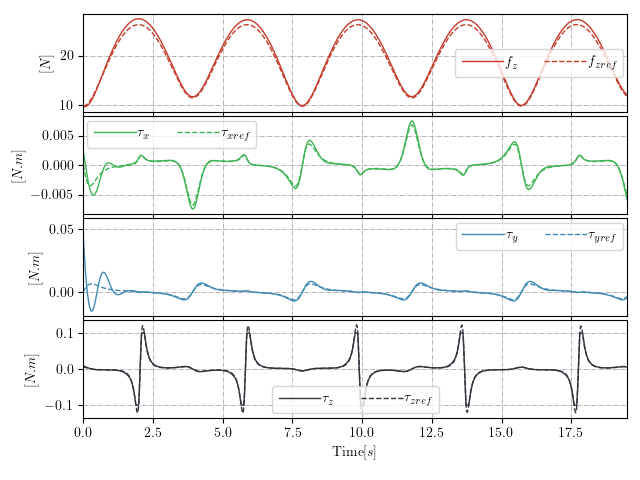 [N]
20
10
f_z f_zref
[N.m]
0.005
0.000
−0.005
τ_x τ_xref
[N.m]
0.05
0.00
τ_y τ_yref
[N.m]
0.1
0.0
−0.1
τ_z τ_zref
0.0 2.5 5.0 7.5 10.0 12.5 15.0 17.5
Time[s]